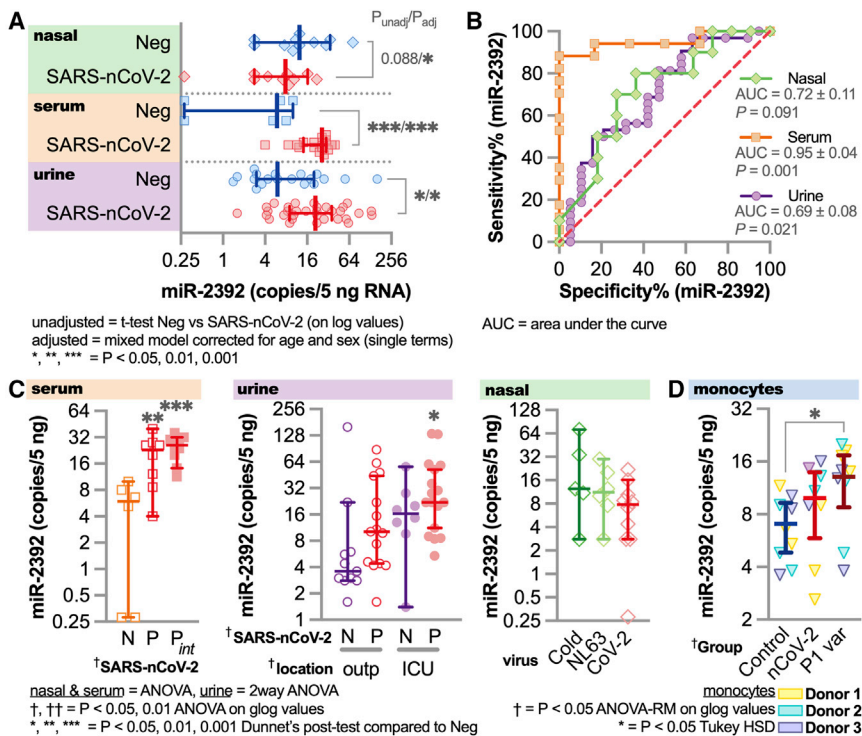 A
P_unadj/P_adj
nasal
Neg
SARS-nCoV-2
0.088/*
serum
Neg
SARS-nCoV-2
***/***
urine
Neg
SARS-nCoV-2
*/*
0.25 1 4 16 64 256
miR-2392 (copies/5 ng RNA)
unadjusted = t-test Neg vs SARS-nCoV-2 (on log values)
adjusted = mixed model corrected for age and sex (single terms)
*, **, *** = P < 0.05, 0.01, 0.001
B
Sensitivity% (miR-2392)
100
80
60
40
20
0
0 20 40 60 80 100
Specificity% (miR-2392)
Nasal
AUC = 0.72 ± 0.11
P = 0.091
Serum
AUC = 0.95 ± 0.04
P = 0.001
Urine
AUC = 0.69 ± 0.08
P = 0.021
AUC = area under the curve
C
serum
miR-2392 (copies/5 ng)
64
32
16
8
4
2
1
0.5
0.25
**
***
N P P_int
†SARS-nCoV-2
urine
miR-2392 (copies/5 ng)
256
128
64
32
16
8
4
2
1
*
†SARS-nCoV-2 N P N P
†location outp ICU
nasal
miR-2392 (copies/5 ng)
128
64
32
16
8
4
2
1
0.5
0.25
virus
Cold
NL63
CoV-2
nasal & serum = ANOVA, urine = 2way ANOVA
†, †† = P < 0.05, 0.01 ANOVA on glog values
*, **, *** = P < 0.05, 0.01, 0.001 Dunnet's post-test compared to Neg
D
monocytes
miR-2392 (copies/5 ng)
32
16
8
4
2
*
†Group
Control
nCoV-2
P1 var
monocytes
† = P < 0.05 ANOVA-RM on glog values
* = P < 0.05 Tukey HSD
Donor 1
Donor 2
Donor 3